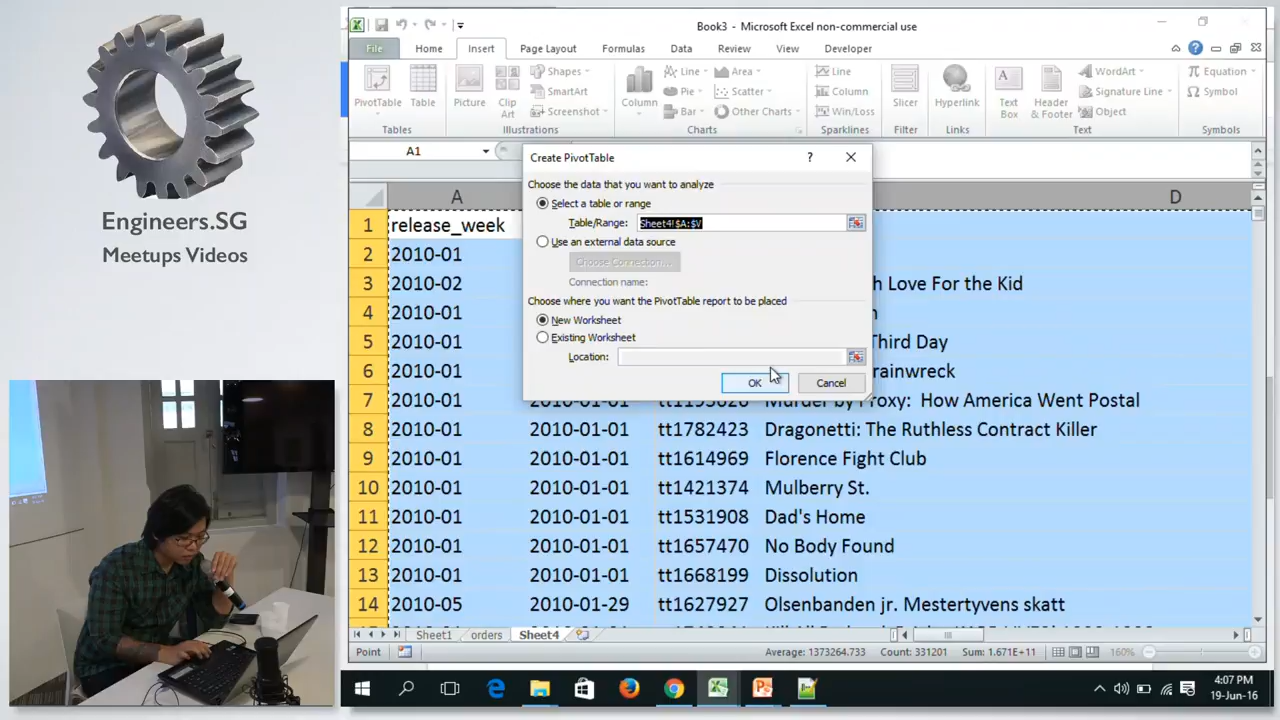 Engineers.SG
Meetups Videos
Book3 - Microsoft Excel non-commercial use
File Home Insert Page Layout Formulas Data Review View Developer
PivotTable Table Picture Clip Art Shapes SmartArt Screenshot Column Line Pie Bar Area Scatter Other Charts Line Column Win/Loss Slicer Hyperlink Text Box Header & Footer WordArt Signature Line Object Equation Symbol
Tables Illustrations Charts Sparklines Filter Links Text Symbols
A1
Create PivotTable
Choose the data that you want to analyze
Select a table or range
Table/Range: Sheet4!$A:$V
Use an external data source
Choose Connection...
Connection name:
Choose where you want the PivotTable report to be placed
New Worksheet
Existing Worksheet
Location:
OK Cancel
A D
1 release_week
2 2010-01
3 2010-02 h Love For the Kid
4 2010-01
5 2010-01 Third Day
6 2010-01 rainwreck
7 2010-01 Murder by Proxy: How America Went Postal
8 2010-01 2010-01-01 tt1782423 Dragonetti: The Ruthless Contract Killer
9 2010-01 2010-01-01 tt1614969 Florence Fight Club
10 2010-01 2010-01-01 tt1421374 Mulberry St.
11 2010-01 2010-01-01 tt1531908 Dad's Home
12 2010-01 2010-01-01 tt1657470 No Body Found
13 2010-01 2010-01-01 tt1668199 Dissolution
14 2010-05 2010-01-29 tt1627927 Olsenbanden jr. Mestertyvens skatt
Sheet1 orders Sheet4
Point Average: 1373264.733 Count: 331201 Sum: 1.671E+11 160%
4:07 PM
19-Jun-16